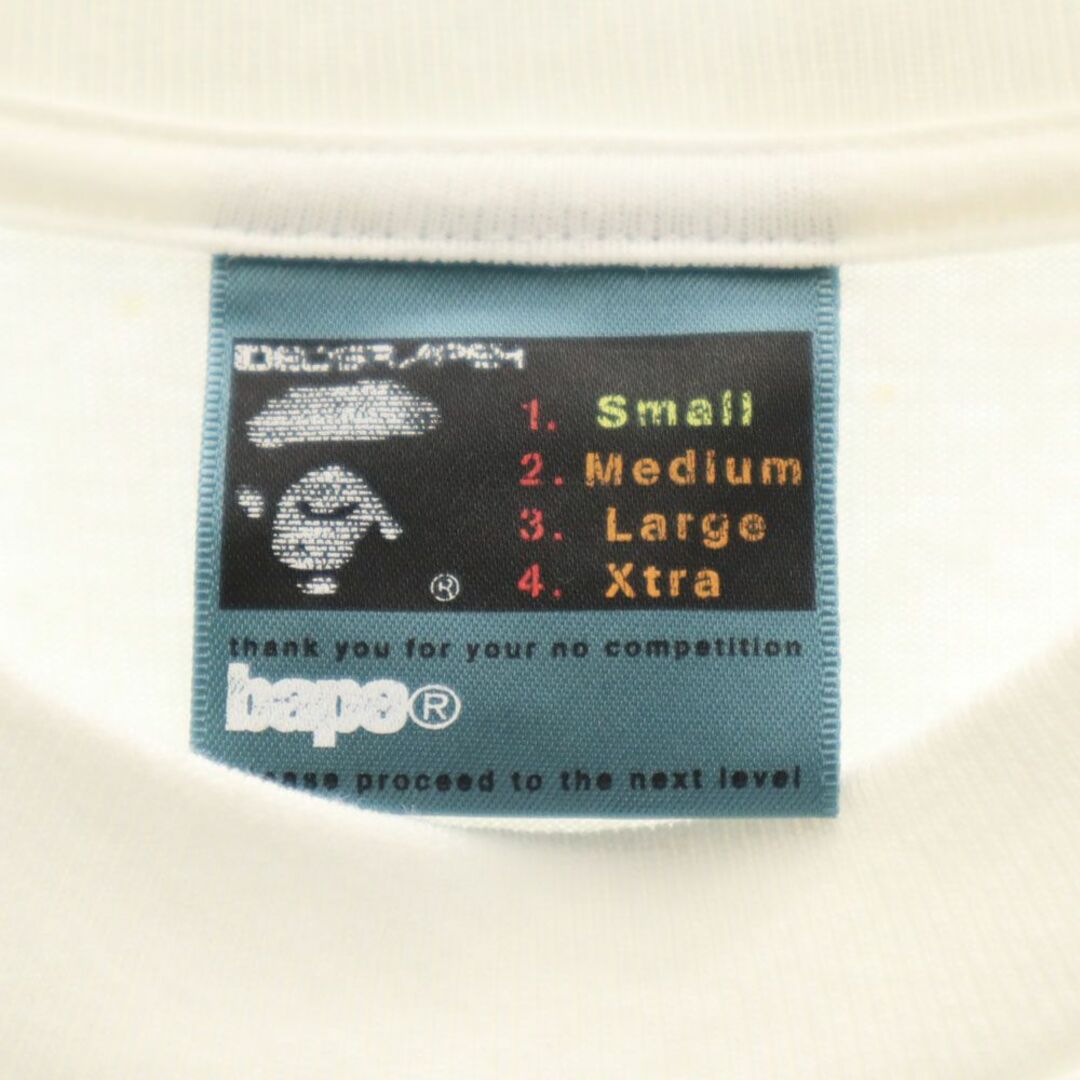 1. Small
2. Medium
3. Large
4. Xtra
®
thank you for your no competition
bape®
proceed to the next level